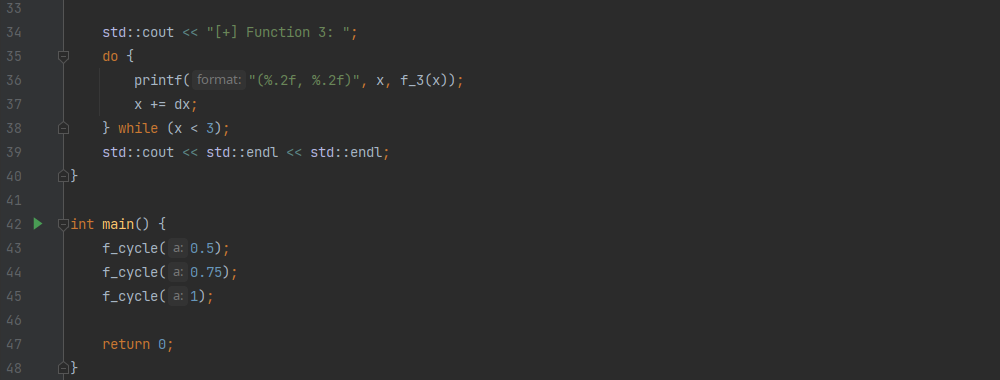 33
34 std::cout << "[+] Function 3: ";
35 do {
36 printf( format: "(%.2f, %.2f)", x, f_3(x));
37 x += dx;
38 } while (x < 3);
39 std::cout << std::endl << std::endl;
40 }
41
42 int main() {
43 f_cycle( a: 0.5);
44 f_cycle( a: 0.75);
45 f_cycle( a: 1);
46
47 return 0;
48 }